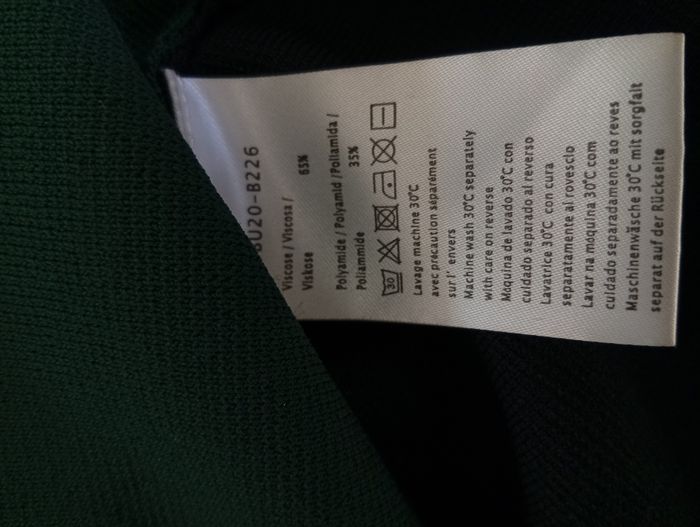 U20-B226
Viscose / Viscosa /
Viskose 65%
Polyamide / Polyamid / Poliamida /
Poliammide 35%
30
Lavage machine 30°C
avec precaution séparément
sur l' envers
Machine wash 30°C separately
with care on reverse
Maquina de lavado 30°C con
cuidado separado al reverso
Lavatrice 30°C con cura
separatamente al rovescio
Lavar na maquina 30°C com
cuidado separadamente ao reves
Maschinenwäsche 30°C mit sorgfalt
separat auf der Rückseite